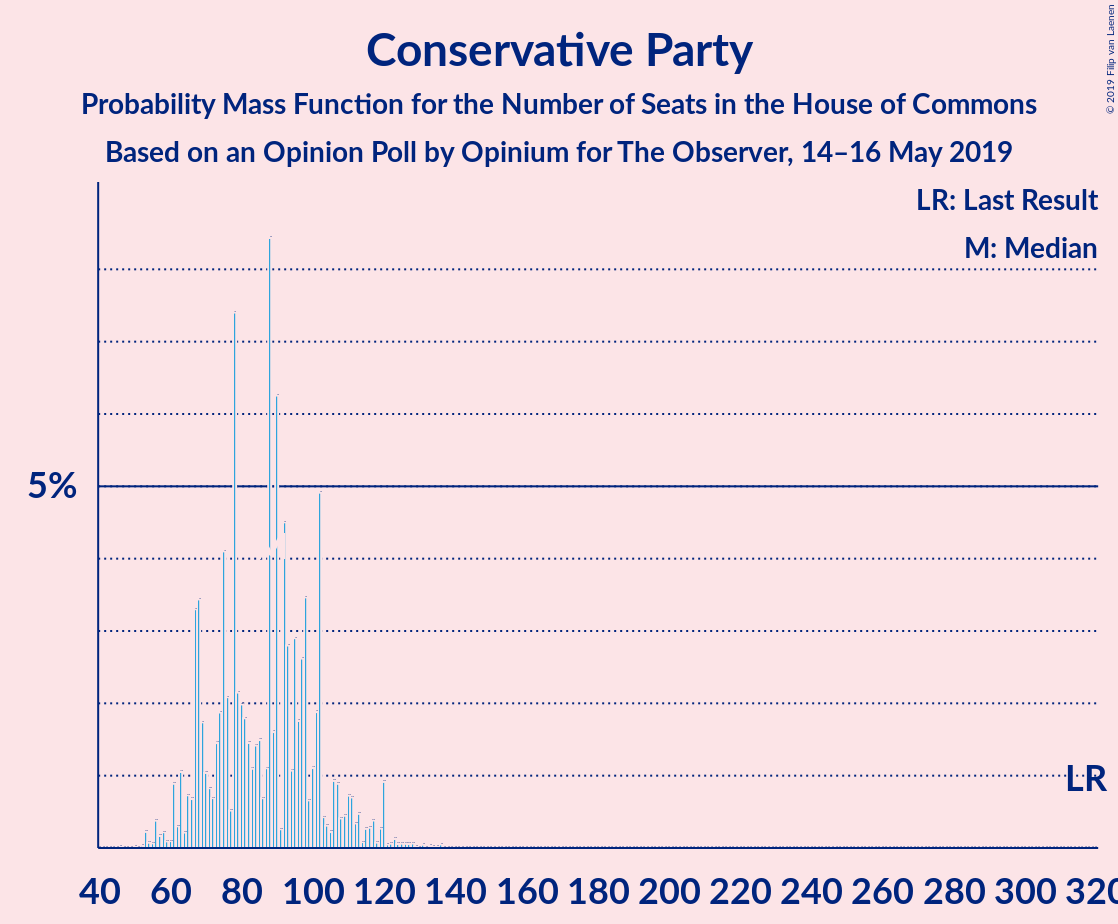 Conservative Party
Probability Mass Function for the Number of Seats in the House of Commons
Based on an Opinion Poll by Opinium for The Observer, 14–16 May 2019
© 2019 Filip van Laenen
LR: Last Result
M: Median
5%
LR
40 60 80 100 120 140 160 180 200 220 240 260 280 300 320